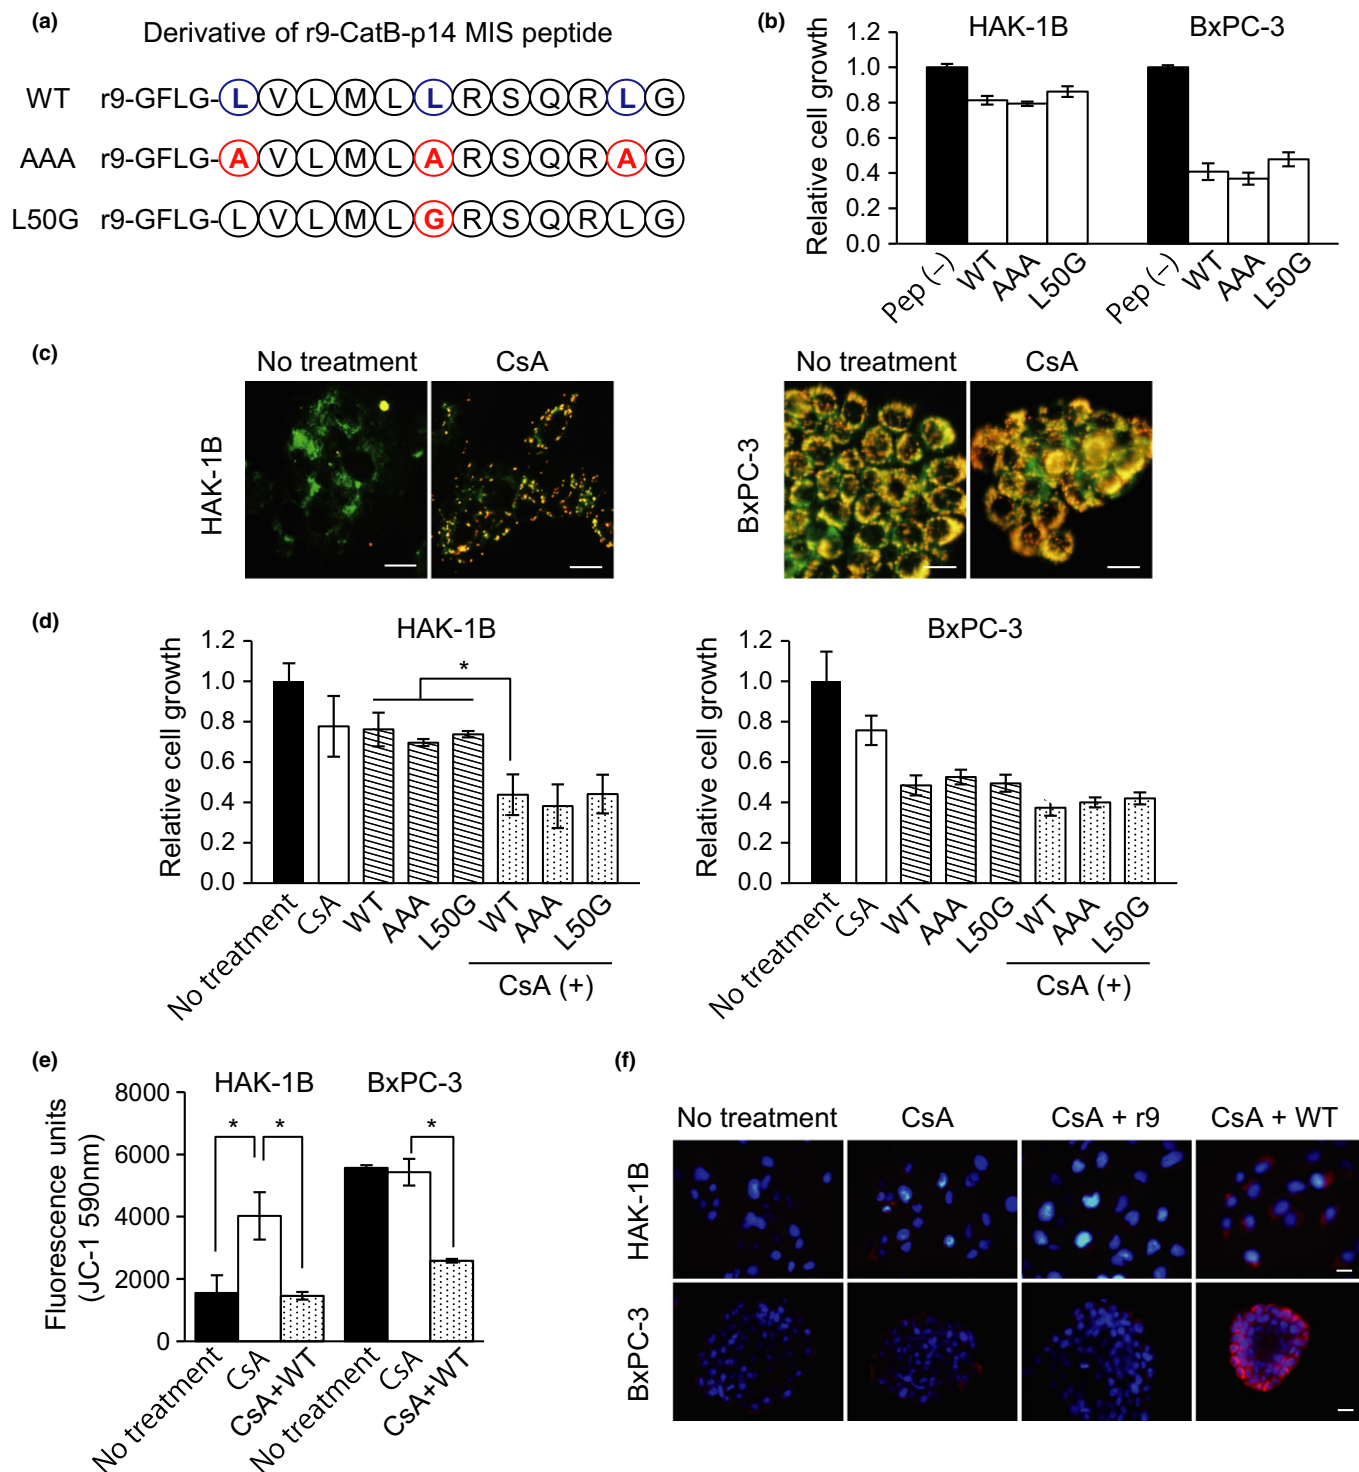 (a)
Derivative of r9-CatB-p14 MIS peptide
WT r9-GFLG-LVLMLLRSQRLG
AAA r9-GFLG-AVLMLARSQRAG
L50G r9-GFLG-LVLMLGRSQRLG
(b)
HAK-1B BxPC-3
Relative cell growth
1.2
1.0
0.8
0.6
0.4
0.2
0.0
Pep (−) WT AAA L50G Pep (−) WT AAA L50G
(c)
No treatment CsA No treatment CsA
HAK-1B
BxPC-3
(d)
HAK-1B
Relative cell growth
1.2
1.0
0.8
0.6
0.4
0.2
0.0
*
No treatment CsA WT AAA L50G WT AAA L50G
CsA (+)
BxPC-3
Relative cell growth
1.2
1.0
0.8
0.6
0.4
0.2
0.0
No treatment CsA WT AAA L50G WT AAA L50G
CsA (+)
(e)
HAK-1B BxPC-3
Fluorescence units
(JC-1 590nm)
8000
6000
4000
2000
0
* * *
No treatment CsA CsA+WT No treatment CsA CsA+WT
(f)
No treatment CsA CsA + r9 CsA + WT
HAK-1B
BxPC-3